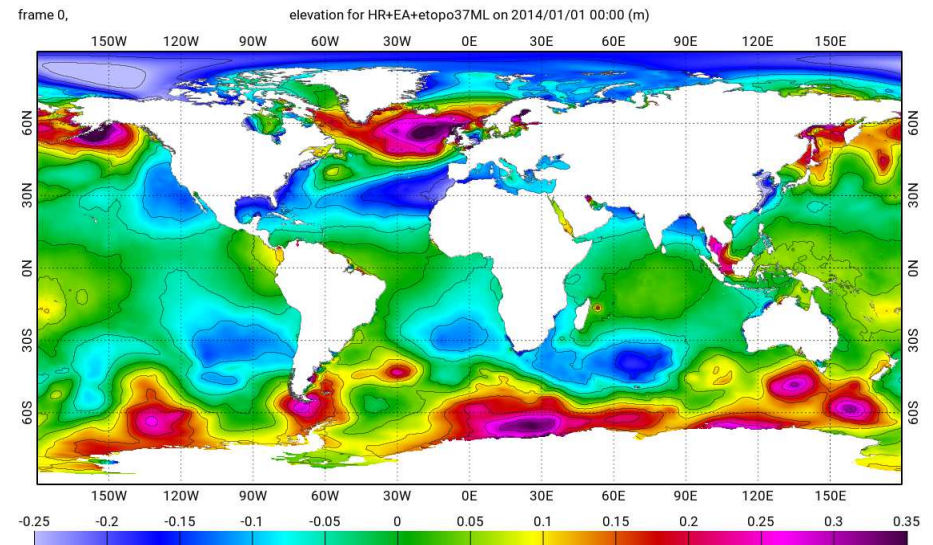 frame 0,
elevation for HR+EA+etopo37ML on 2014/01/01 00:00 (m)
150W 120W 90W 60W 30W 0E 30E 60E 90E 120E 150E
60N 60N
30N 30N
0N 0N
30S 30S
60S 60S
150W 120W 90W 60W 30W 0E 30E 60E 90E 120E 150E
-0.25 -0.2 -0.15 -0.1 -0.05 0 0.05 0.1 0.15 0.2 0.25 0.3 0.35